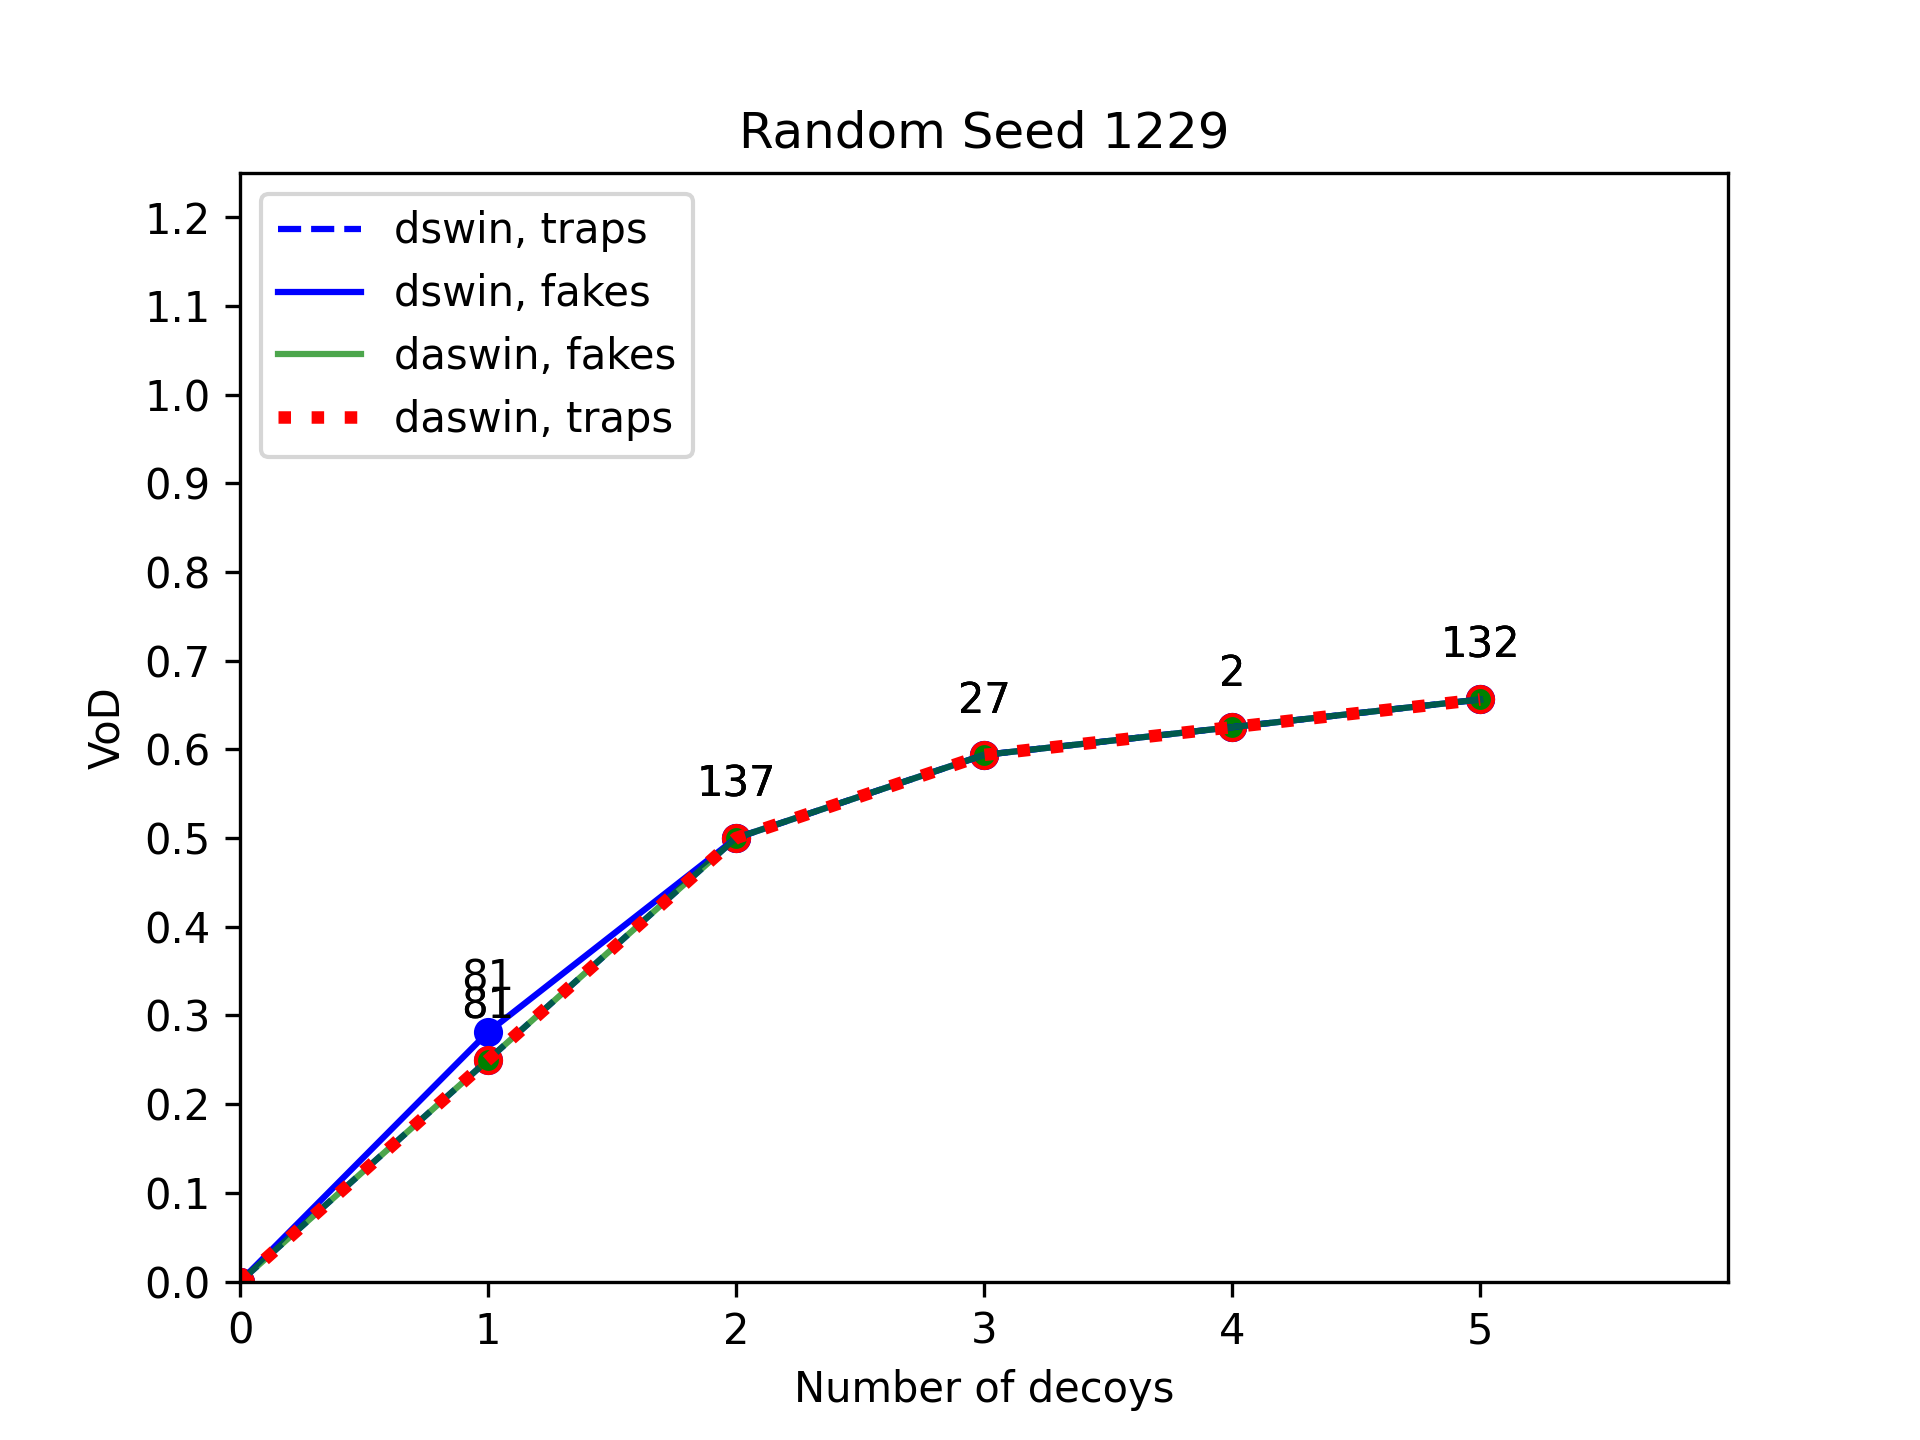 Random Seed 1229
dswin, traps
dswin, fakes
daswin, fakes
daswin, traps
1.2
1.1
1.0
0.9
0.8
0.7
0.6
0.5
0.4
0.3
0.2
0.1
0.0
VoD
81
81
137
27
2
132
0 1 2 3 4 5
Number of decoys